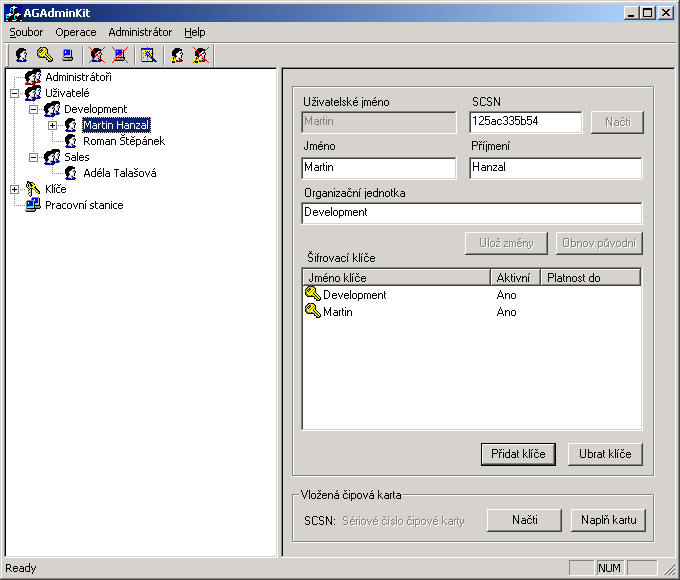 AGAdminKit
Soubor Operace Administrátor Help
Administrátoři
Uživatelé
Development
Martin Hanzal
Roman Štěpánek
Sales
Adéla Talašová
Klíče
Pracovní stanice
Uživatelské jméno SCSN
Martin 125ac335b54 Načti
Jméno Příjmení
Martin Hanzal
Organizační jednotka
Development
Ulož změny Obnov původní
Šifrovací klíče
Jméno klíče Aktivní Platnost do
Development Ano
Martin Ano
Přidat klíče Ubrat klíče
Vložená čipová karta
SCSN: Sériové číslo čipové karty Načti Naplň kartu
Ready NUM